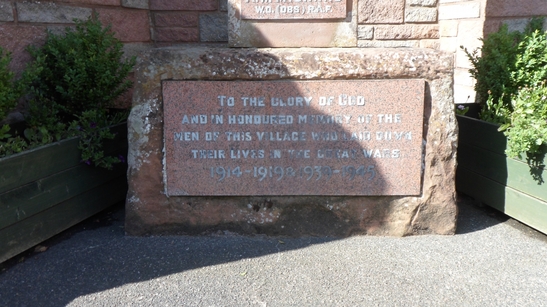 W.O. (OBS) R.A.F.
TO THE GLORY OF GOD
AND IN HONOURED MEMORY OF THE
MEN OF THIS VILLAGE WHO LAID DOWN
THEIR LIVES IN THE GREAT WARS
1914-1919 & 1939-1945